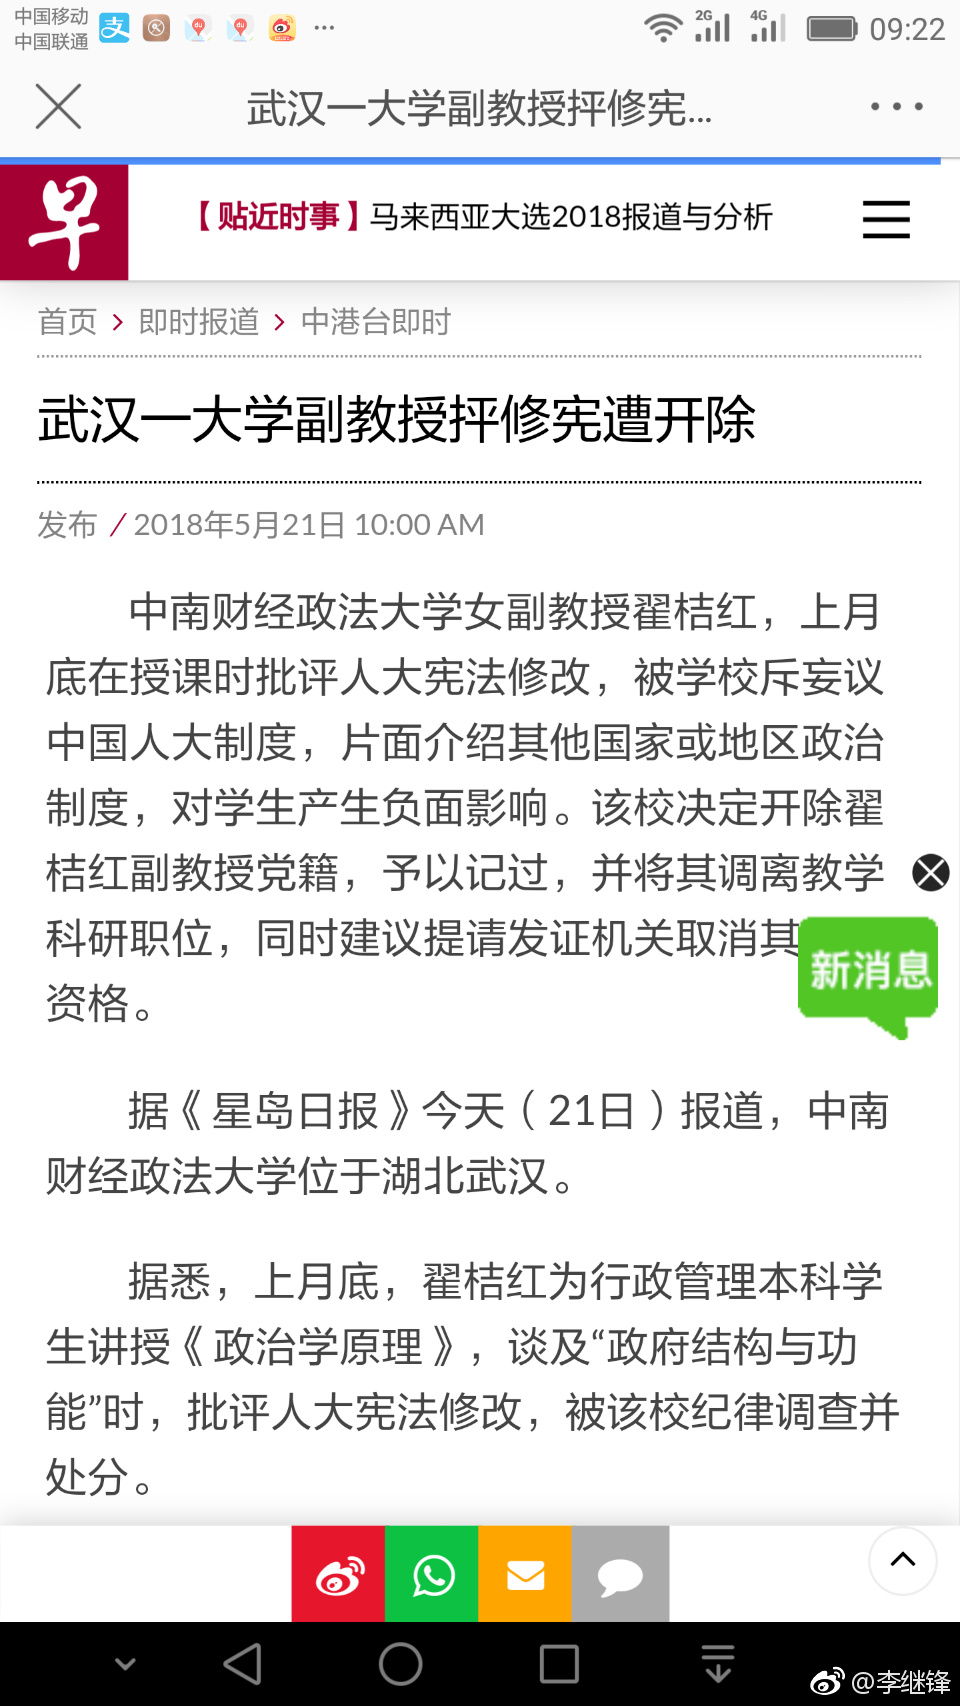 中国移动
中国联通
支
du
du
2G
4G
09:22
武汉一大学副教授抨修宪...
早
【贴近时事】马来西亚大选2018报道与分析
首页 > 即时报道 > 中港台即时
武汉一大学副教授抨修宪遭开除
发布 / 2018年5月21日 10:00 AM
中南财经政法大学女副教授翟桔红，上月
底在授课时批评人大宪法修改，被学校斥妄议
中国人大制度，片面介绍其他国家或地区政治
制度，对学生产生负面影响。该校决定开除翟
桔红副教授党籍，予以记过，并将其调离教学
科研职位，同时建议提请发证机关取消其
资格。
新消息
据《星岛日报》今天（21日）报道，中南
财经政法大学位于湖北武汉。
据悉，上月底，翟桔红为行政管理本科学
生讲授《政治学原理》，谈及“政府结构与功
能”时，批评人大宪法修改，被该校纪律调查并
处分。
@李继锋